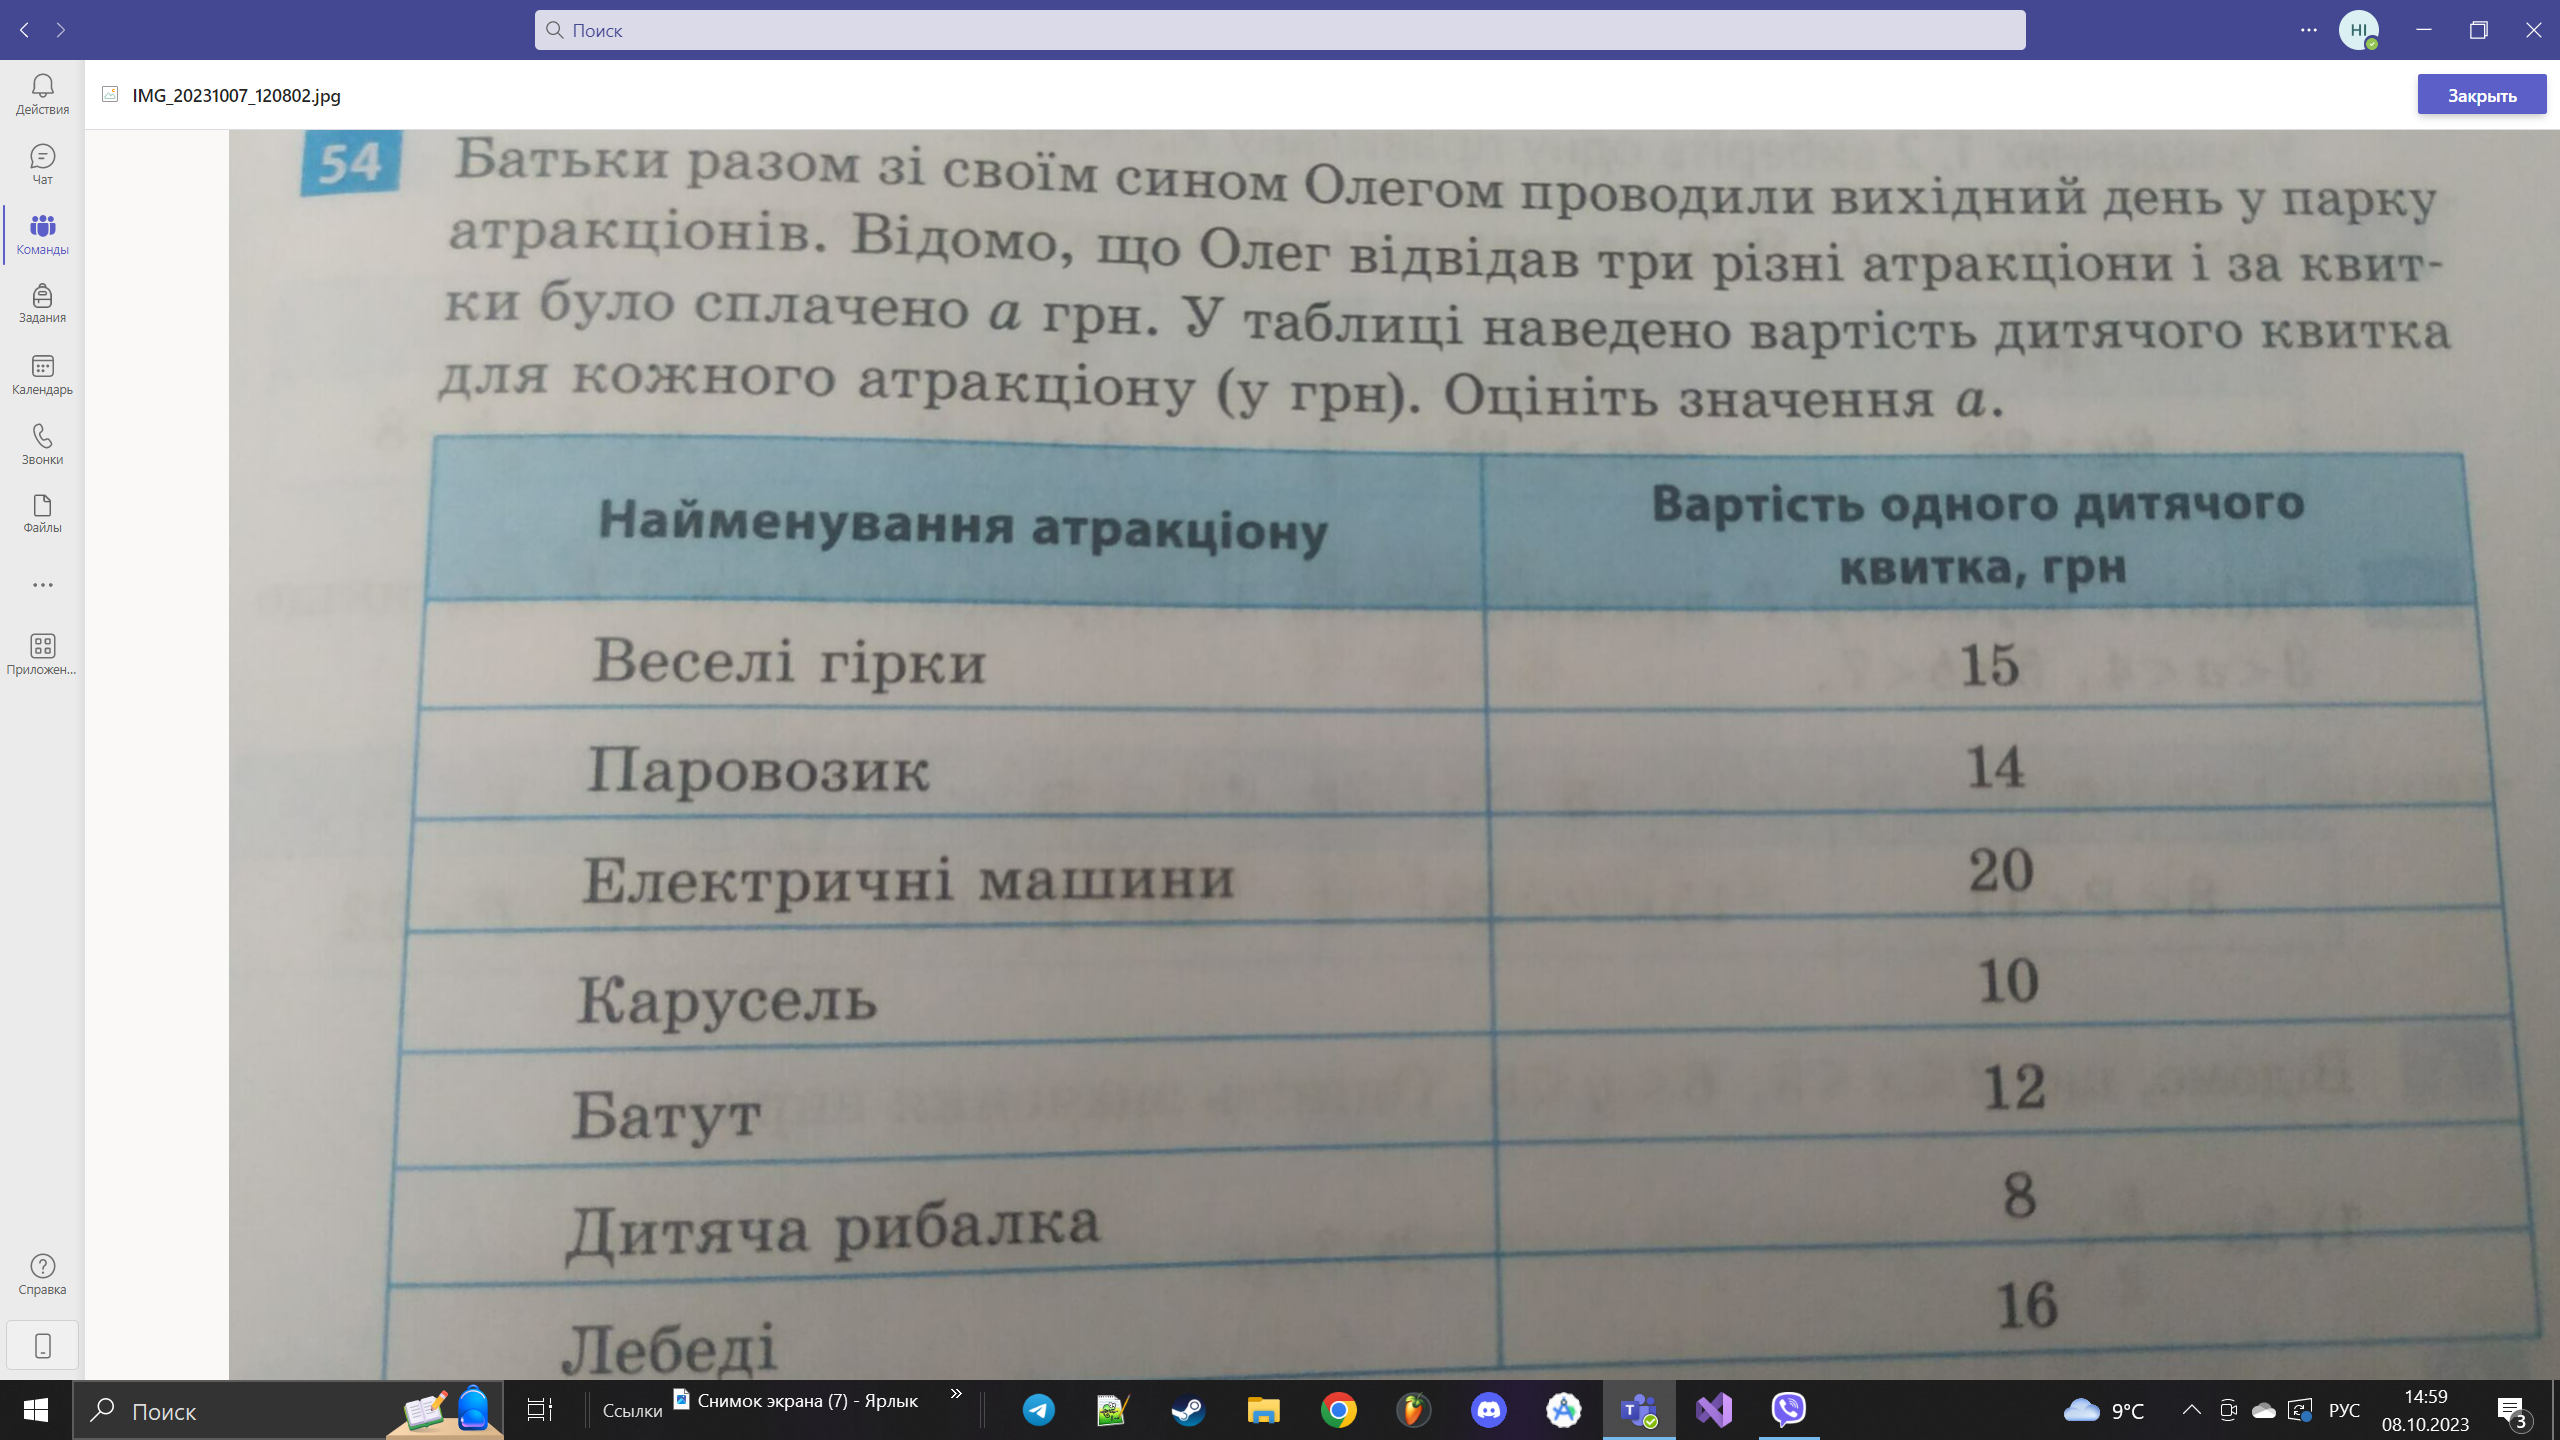 Поиск
HI
Действия
Чат
Команды
Задания
Календарь
Звонки
Файлы
Приложен...
Справка
IMG_20231007_120802.jpg
Закрыть
54 Батьки разом зі своїм сином Олегом проводили вихідний день у парку
атракціонів. Відомо, що Олег відвідав три різні атракціони і за квит-
ки було сплачено a грн. У таблиці наведено вартість дитячого квитка
для кожного атракціону (у грн). Оцініть значення a.
Найменування атракціону
Вартість одного дитячого
квитка, грн
Веселі гірки 15
Паровозик 14
Електричні машини 20
Карусель 10
Батут 12
Дитяча рибалка 8
Лебеді 16
Поиск
Ссылки
Снимок экрана (7) - Ярлык
9°C
РУС
14:59
08.10.2023
3